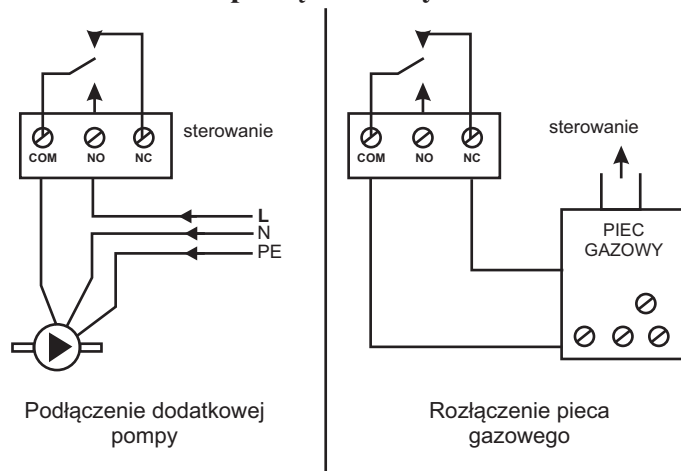 sterowanie
COM NO NC
L
N
PE
Podłączenie dodatkowej
pompy
COM NO NC
sterowanie
PIEC
GAZOWY
Rozłączenie pieca
gazowego